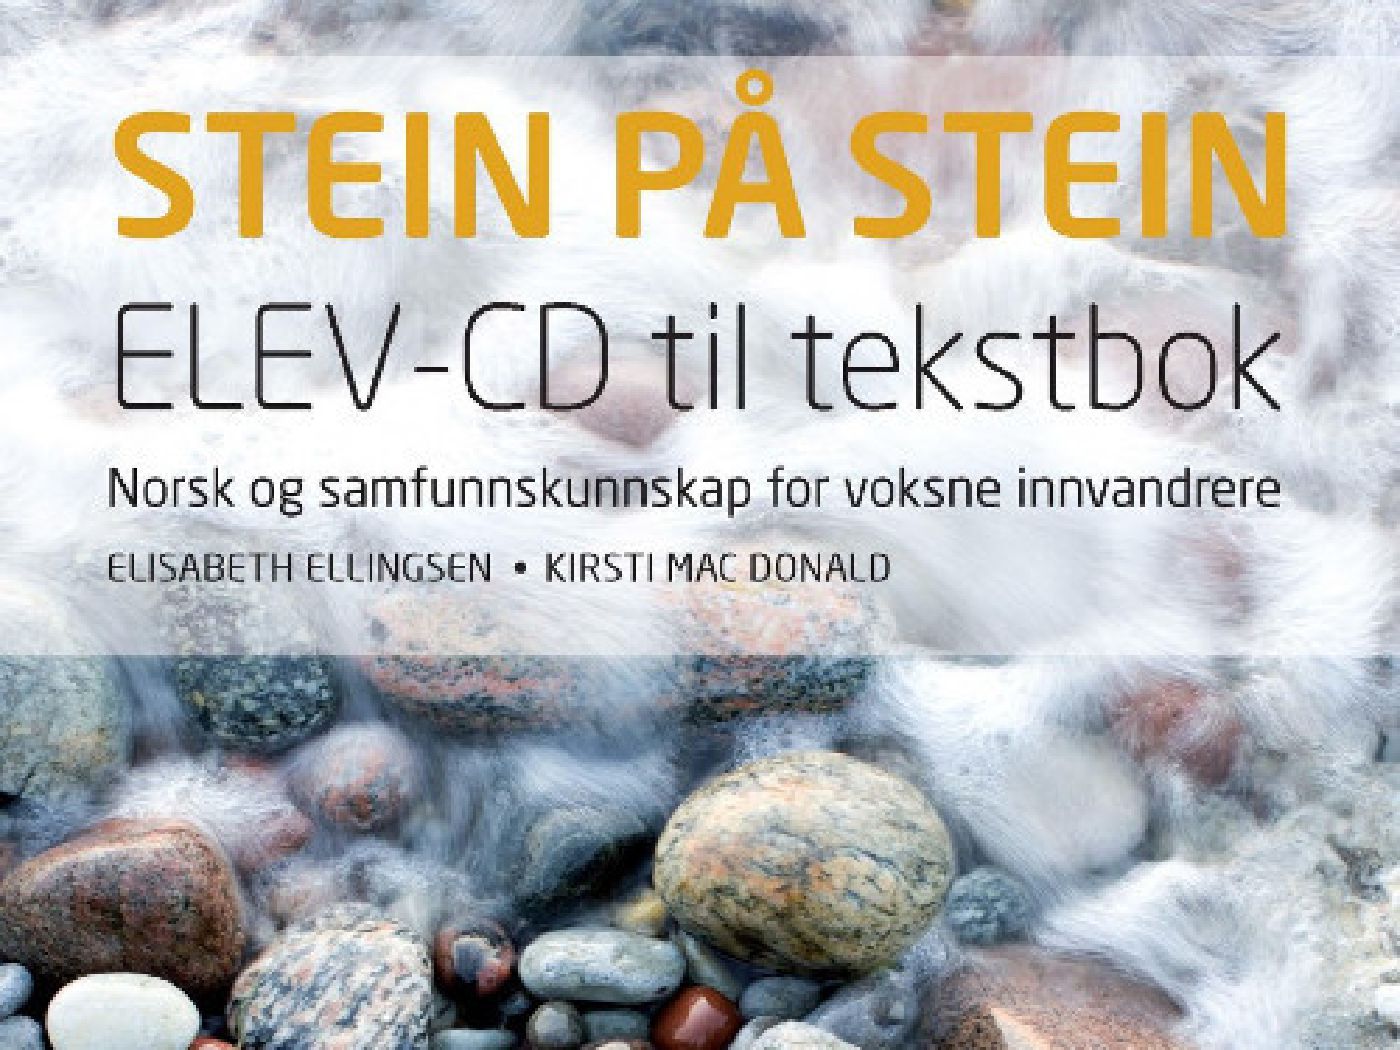 STEIN PÅ STEIN
ELEV-CD til tekstbok
Norsk og samfunnskunnskap for voksne innvandrere
ELISABETH ELLINGSEN • KIRSTI MAC DONALD